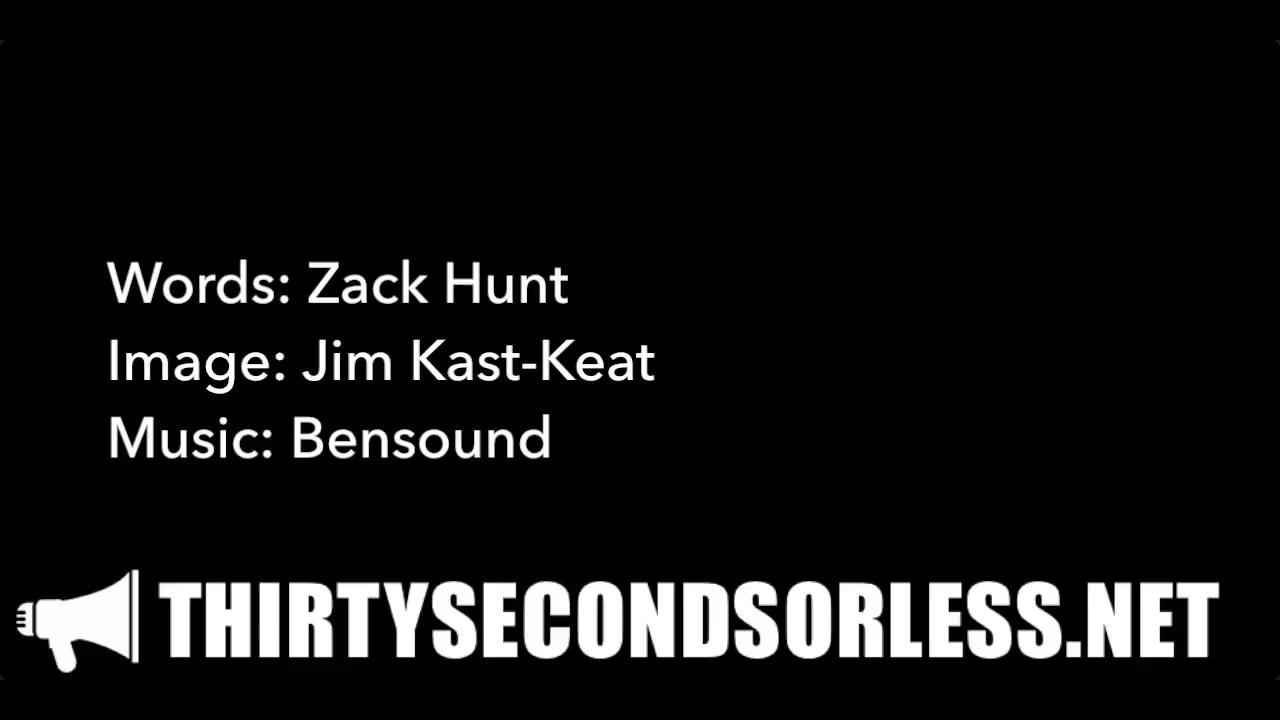 Words: Zack Hunt
Image: Jim Kast-Keat
Music: Bensound
THIRTYSECONDSORLESS.NET